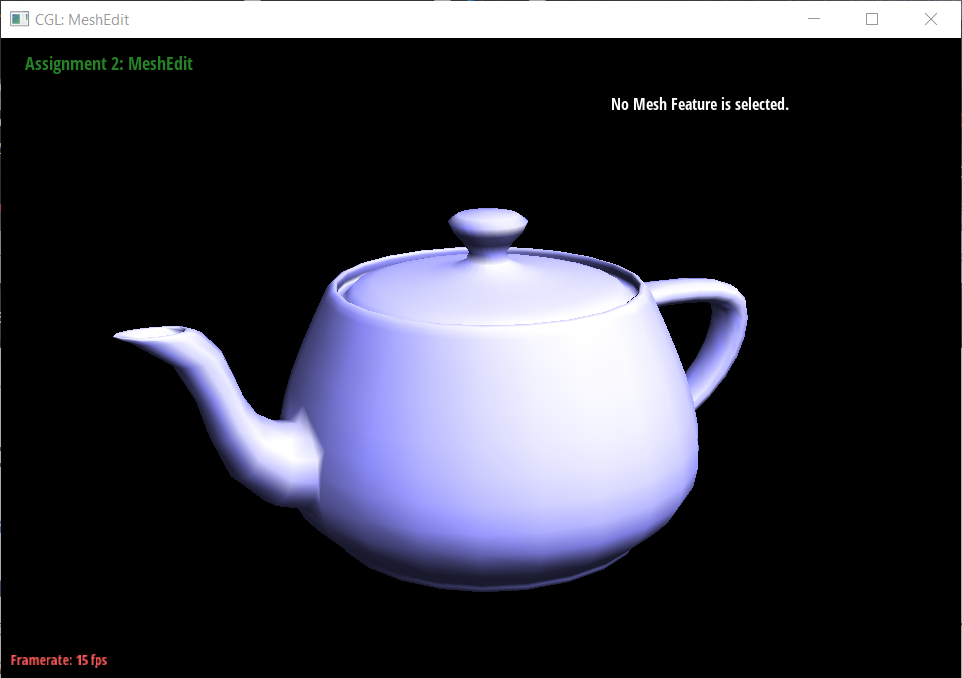 CGL: MeshEdit
Assignment 2: MeshEdit
No Mesh Feature is selected.
Framerate: 15 fps